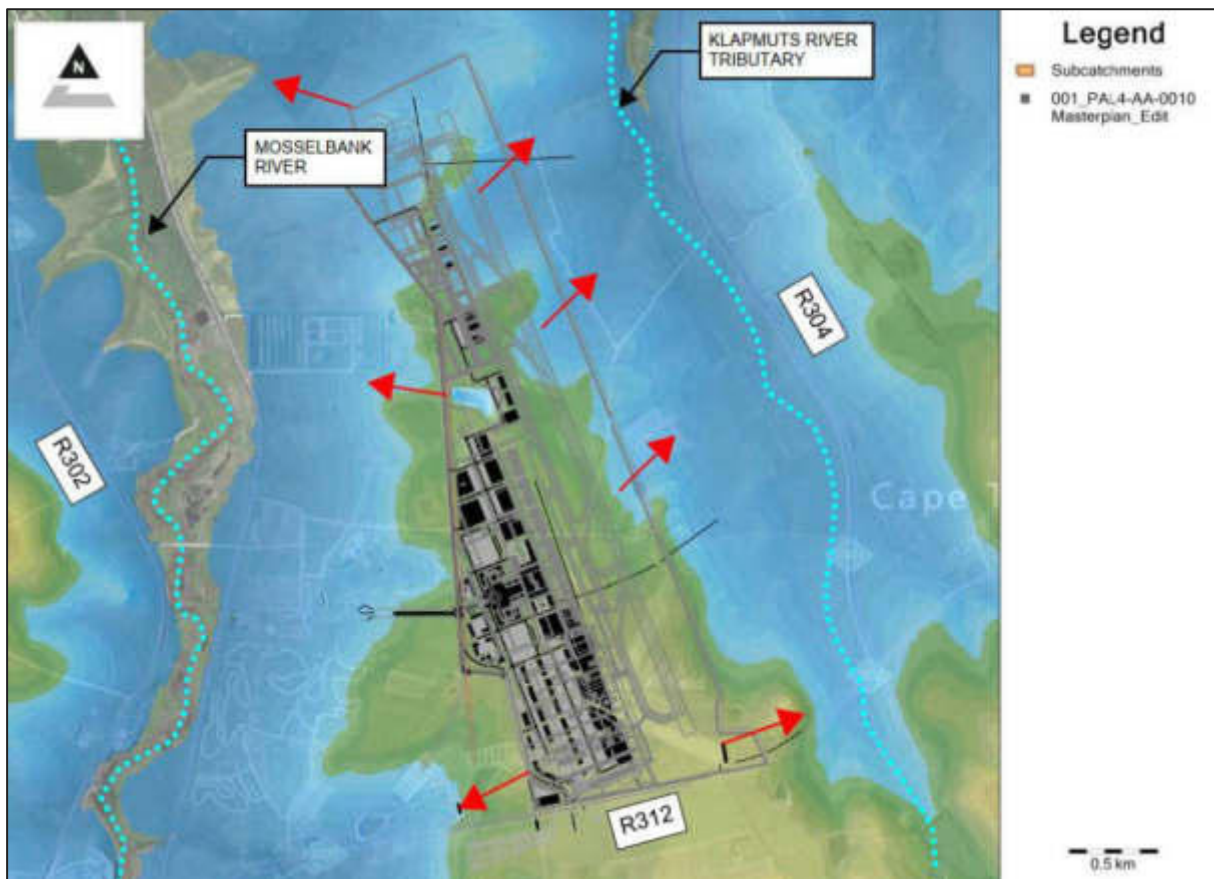 N
KLAPMUTS RIVER
TRIBUTARY
MOSSELBANK
RIVER
R304
R302
Cape T
R312
Legend
Subcatchments
001_PAL4-AA-0010
Masterplan_Edit
0.5 km